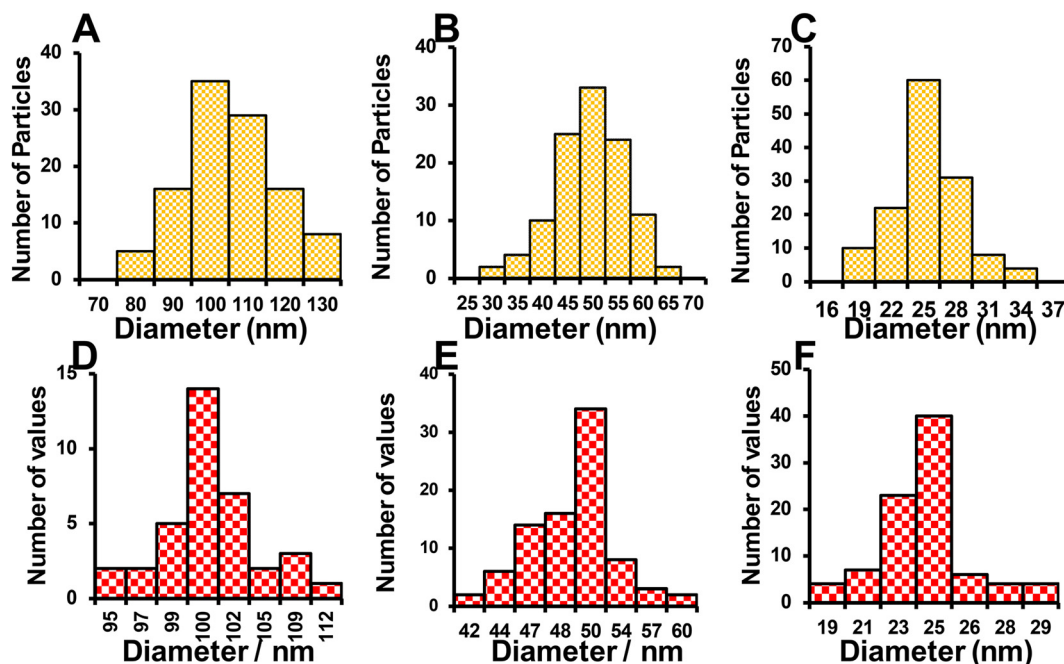 A
Number of Particles
40
30
20
10
0
70 80 90 100 110 120 130
Diameter (nm)
B
Number of Particles
40
30
20
10
0
25 30 35 40 45 50 55 60 65 70
Diameter (nm)
C
Number of Particles
70
60
50
40
30
20
10
0
16 19 22 25 28 31 34 37
Diameter (nm)
D
Number of values
15
10
5
0
95 97 99 100 102 105 109 112
Diameter / nm
E
Number of values
40
30
20
10
0
42 44 47 48 50 54 57 60
Diameter / nm
F
Number of values
50
40
30
20
10
0
19 21 23 25 26 28 29
Diameter (nm)